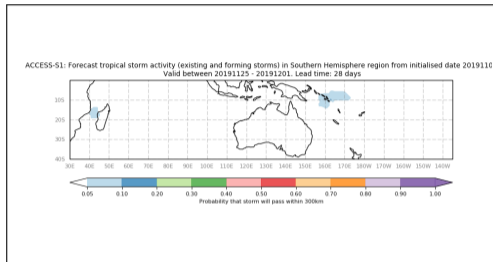 ACCESS-S1: Forecast tropical storm activity (existing and forming storms) in Southern Hemisphere region from initialised date 2019110
Valid between 20191125 - 20191201. Lead time: 28 days
10S
20S
30S
40S
30E 40E 50E 60E 70E 80E 90E 100E 110E 120E 130E 140E 150E 160E 170E 180W 170W 160W 150W 140W
0.05 0.10 0.20 0.30 0.40 0.50 0.60 0.70 0.80 0.90 1.00
Probability that storm will pass within 300km